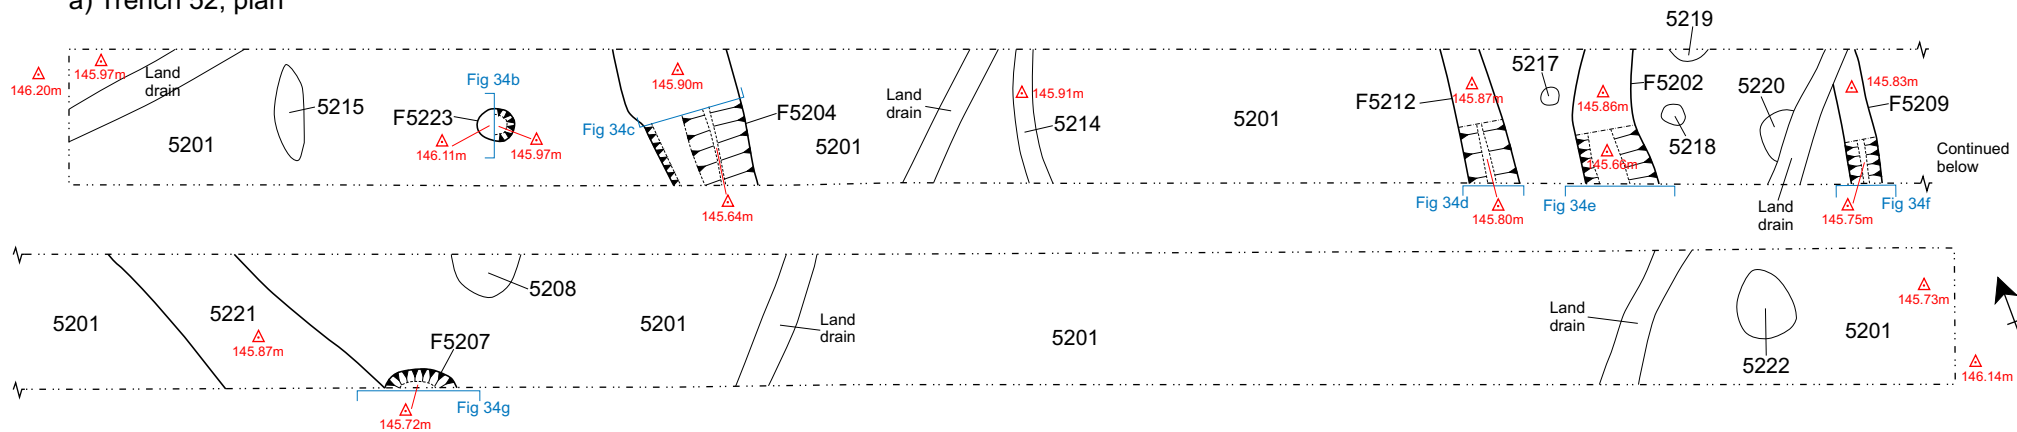 a) Trench 52, plan
5219
146.20m
145.97m
Land
drain
5215
5201
Fig 34b
F5223
146.11m
145.97m
145.90m
Fig 34c
F5204
5201
145.64m
Land
drain
145.91m
5214
5201
F5212
145.87m
Fig 34d
145.80m
5217
145.86m
F5202
145.66m
Fig 34e
5218
5220
Land
drain
145.83m
F5209
145.75m
Fig 34f
Continued
below
5201
5221
145.87m
5208
F5207
145.72m
Fig 34g
5201
Land
drain
5201
Land
drain
5222
145.73m
5201
146.14m